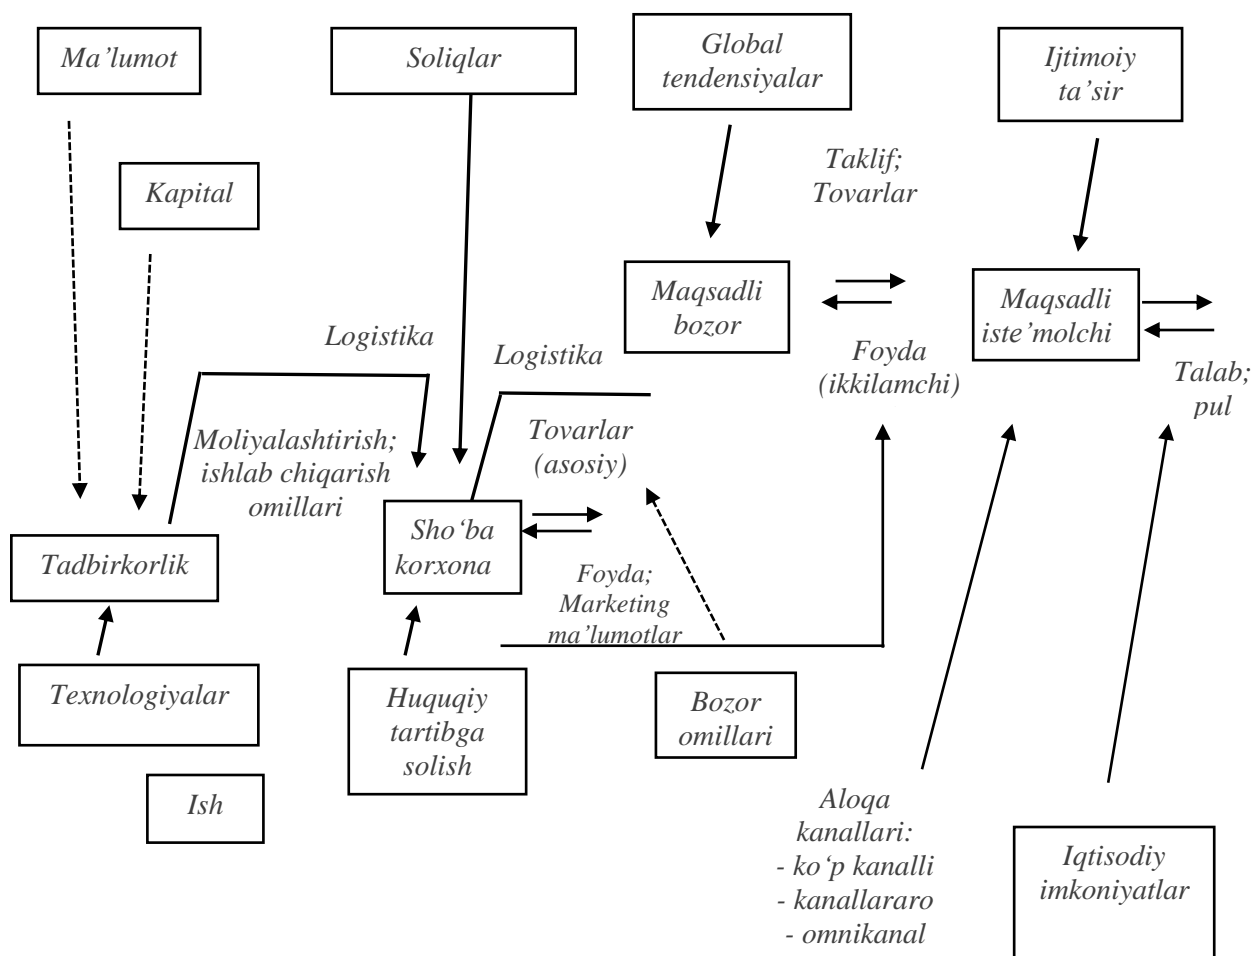 Ma’lumot
Soliqlar
Global
tendensiyalar
Ijtimoiy
ta’sir
Kapital
Taklif;
Tovarlar
Maqsadli
bozor
Maqsadli
iste’molchi
Logistika
Logistika
Foyda
(ikkilamchi)
Talab;
pul
Moliyalashtirish;
ishlab chiqarish
omillari
Tovarlar
(asosiy)
Tadbirkorlik
Sho‘ba
korxona
Foyda;
Marketing
ma’lumotlar
Texnologiyalar
Huquqiy
tartibga
solish
Bozor
omillari
Ish
Aloqa
kanallari:
- ko‘p kanalli
- kanallararo
- omnikanal
Iqtisodiy
imkoniyatlar